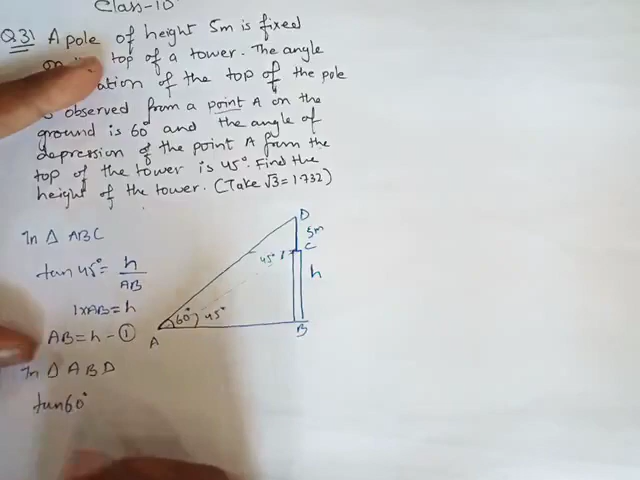 Class-10
Q31 A pole of height 5m is fixed
top of a tower. The angle
ation of the top of the pole
observed from a point A on the
ground is 60° and the angle of
depression of the point A from the
top of the tower is 45°. Find the
height of the tower. (Take √3 = 1.732)
In Δ ABC
tan 45° = h/AB
1×AB = h
AB = h - ①
In Δ ABD
tan 60°
D
5m
C
45°
h
60° 45°
A
B